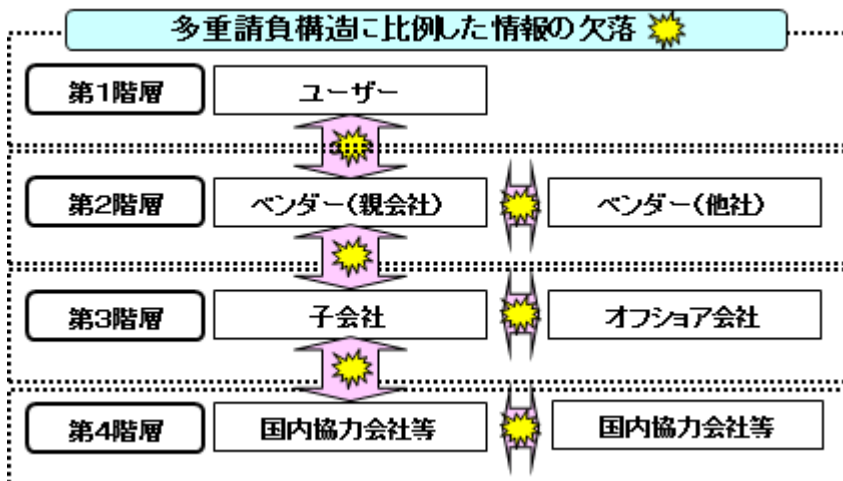 多重請負構造に比例した情報の欠落
第1階層
ユーザー
第2階層
ベンダー(親会社)
ベンダー(他社)
第3階層
子会社
オフショア会社
第4階層
国内協力会社等
国内協力会社等